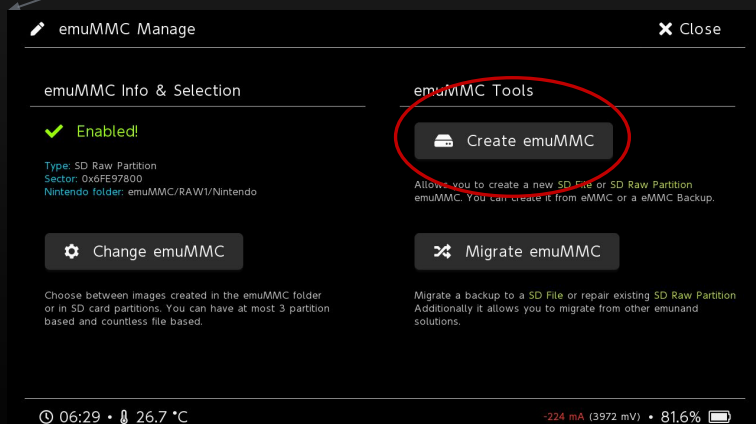 emuMMC Manage
Close
emuMMC Info & Selection
Enabled!
Type: SD Raw Partition
Sector: 0x6FE97800
Nintendo folder: emuMMC/RAW1/Nintendo
Change emuMMC
Choose between images created in the emuMMC folder
or in SD card partitions. You can have at most 3 partition
based and countless file based.
emuMMC Tools
Create emuMMC
Allows you to create a new SD File or SD Raw Partition
emuMMC. You can create it from eMMC or a eMMC Backup.
Migrate emuMMC
Migrate a backup to a SD File or repair existing SD Raw Partition
Additionally it allows you to migrate from other emunand
solutions.
06:29 • 26.7 °C
-224 mA (3972 mV) • 81.6%